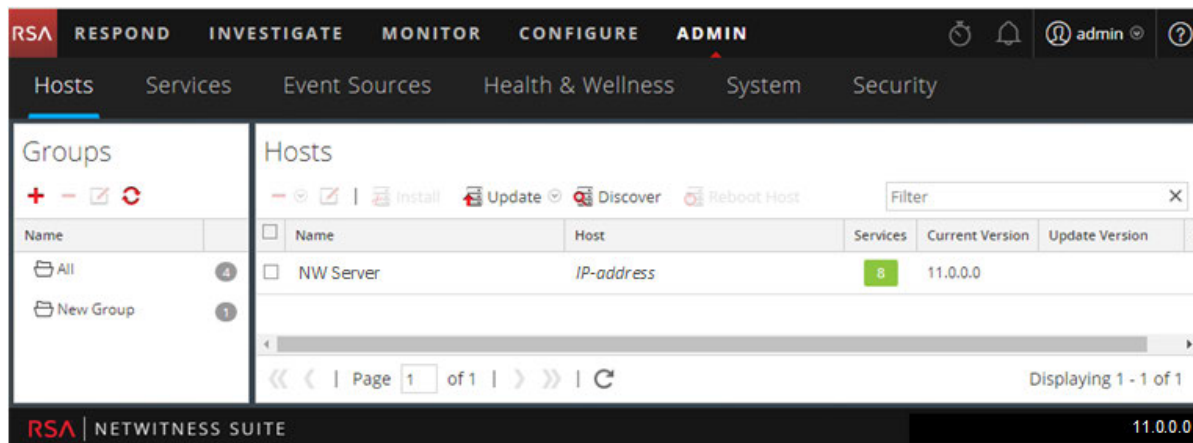 RSA RESPOND INVESTIGATE MONITOR CONFIGURE ADMIN admin ?
Hosts Services Event Sources Health & Wellness System Security
Groups
Name
All 4
New Group 1
Hosts
Install Update Discover Reboot Host Filter
Name Host Services Current Version Update Version
NW Server IP-address 8 11.0.0.0
Page 1 of 1 Displaying 1 - 1 of 1
RSA | NETWITNESS SUITE 11.0.0.0